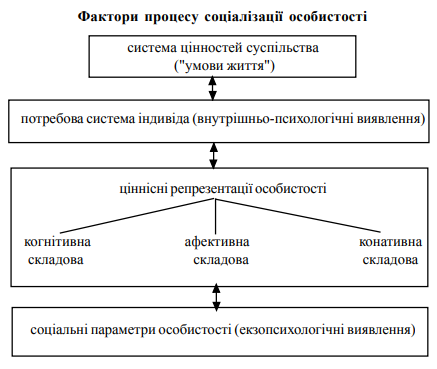 Фактори процесу соціалізації особистості
система цінностей суспільства
("умови життя")
потребова система індивіда (внутрішньо-психологічні виявлення)
ціннісні репрезентації особистості
когнітивна складова
афективна складова
конативна складова
соціальні параметри особистості (екзопсихологічні виявлення)